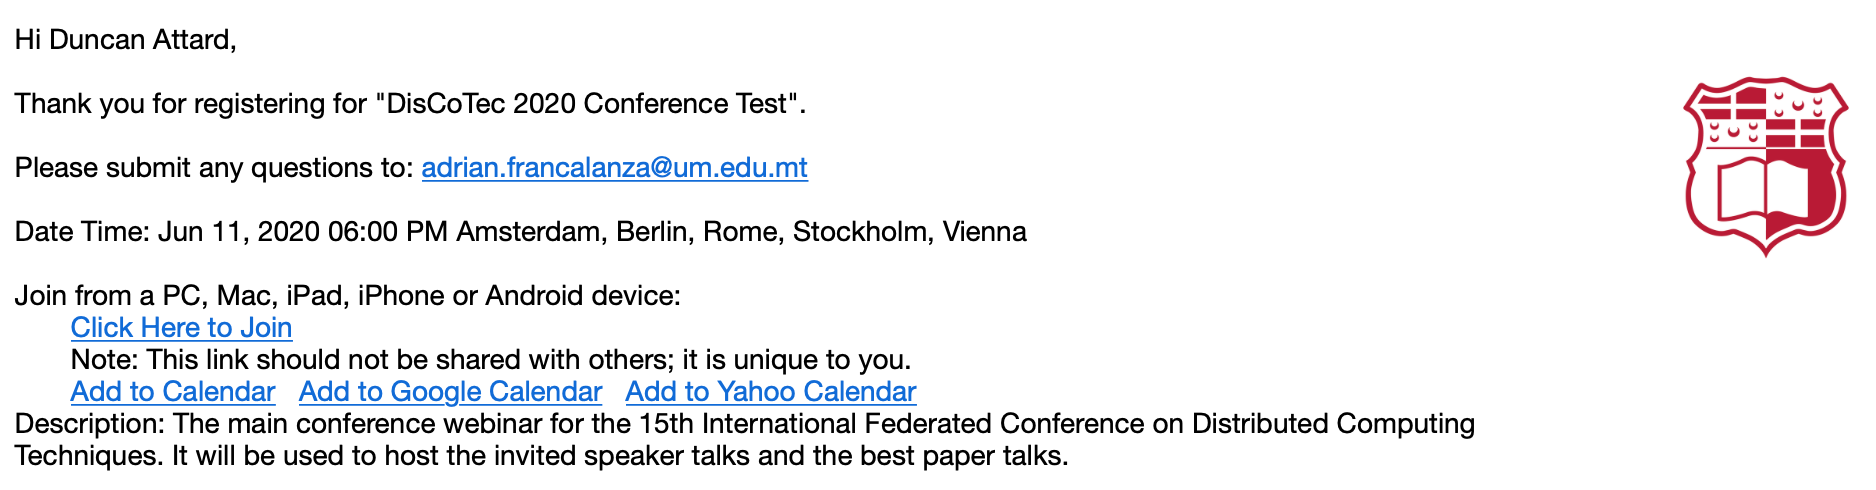 Hi Duncan Attard,
Thank you for registering for "DisCoTec 2020 Conference Test".
Please submit any questions to: adrian.francalanza@um.edu.mt
Date Time: Jun 11, 2020 06:00 PM Amsterdam, Berlin, Rome, Stockholm, Vienna
Join from a PC, Mac, iPad, iPhone or Android device:
Click Here to Join
Note: This link should not be shared with others; it is unique to you.
Add to Calendar Add to Google Calendar Add to Yahoo Calendar
Description: The main conference webinar for the 15th International Federated Conference on Distributed Computing
Techniques. It will be used to host the invited speaker talks and the best paper talks.